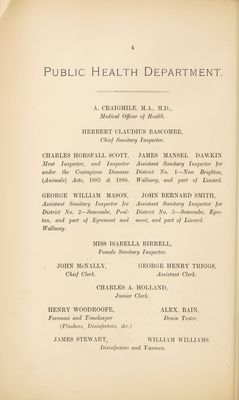 4
PUBLIC HEALTH DEPARTMENT.
A. CRAIGMILE, M.A., M.D.,
Medical Officer of Health.
HERBERT CLAUDIUS BASCOMBE,
Chief Sanitary Inspector.
CHARLES HORSFALL SCOTT,
Meat Inspector, and Inspector
under the Contagious Diseases
(Animals) Acts, 1885 & 1886.
JAMES MANSEL DAWKIN
Assistant Sanitary Inspector for
District No. 1—New Brighton,
Wallasey, and part of Liscard.
GEORGE WILLIAM MASON,
Assistant Sanitary Inspector for
District No. 2—Seacombe, Poul-
ton, and part of Egremont and
Wallasey.
JOHN BERNARD SMITH,
Assistant Sanitary Inspector for
District No. 3—Seacombe, Egre-
mont, and part of Liscard.
MISS ISABELLA BIRRELL,
Female Sanitary Inspector.
JOHN McNALLY,
Chief Clerk.
GEORGE HENRY TRIGGS,
Assistant Clerk.
CHARLES A. HOLLAND,
Junior Clerk.
HENRY WOODROOFE,
Foreman and Timekeeper
(Flushers, Disinfectors, &c.)
ALEX. BAIN,
Drain Tester.
JAMES STEWART,
WILLIAM WILLIAMS.
Disinfectors and Vanmen.